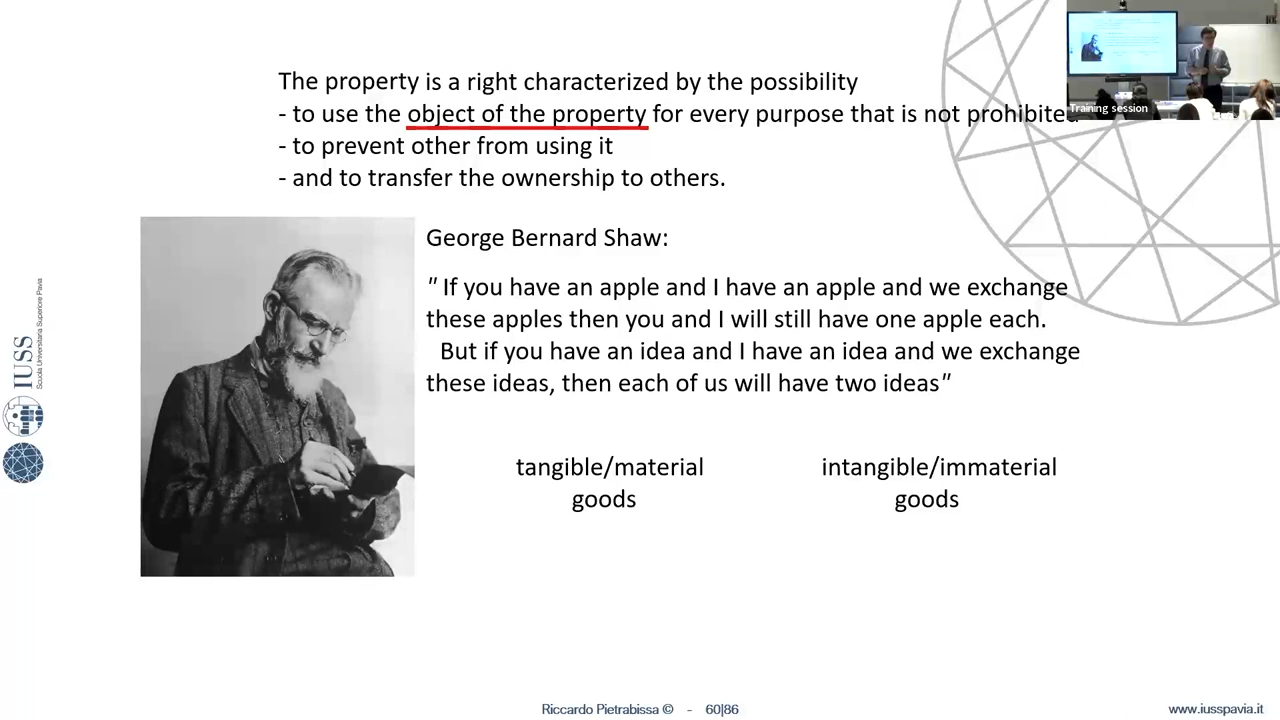 The property is a right characterized by the possibility
- to use the object of the property for every purpose that is not prohibited
- to prevent other from using it
- and to transfer the ownership to others.
Training session
George Bernard Shaw:
" If you have an apple and I have an apple and we exchange
these apples then you and I will still have one apple each.
But if you have an idea and I have an idea and we exchange
these ideas, then each of us will have two ideas"
tangible/material
goods
intangible/immaterial
goods
IUSS
Scuola Universitaria Superiore Pavia
Riccardo Pietrabissa © - 60|86
www.iusspavia.it